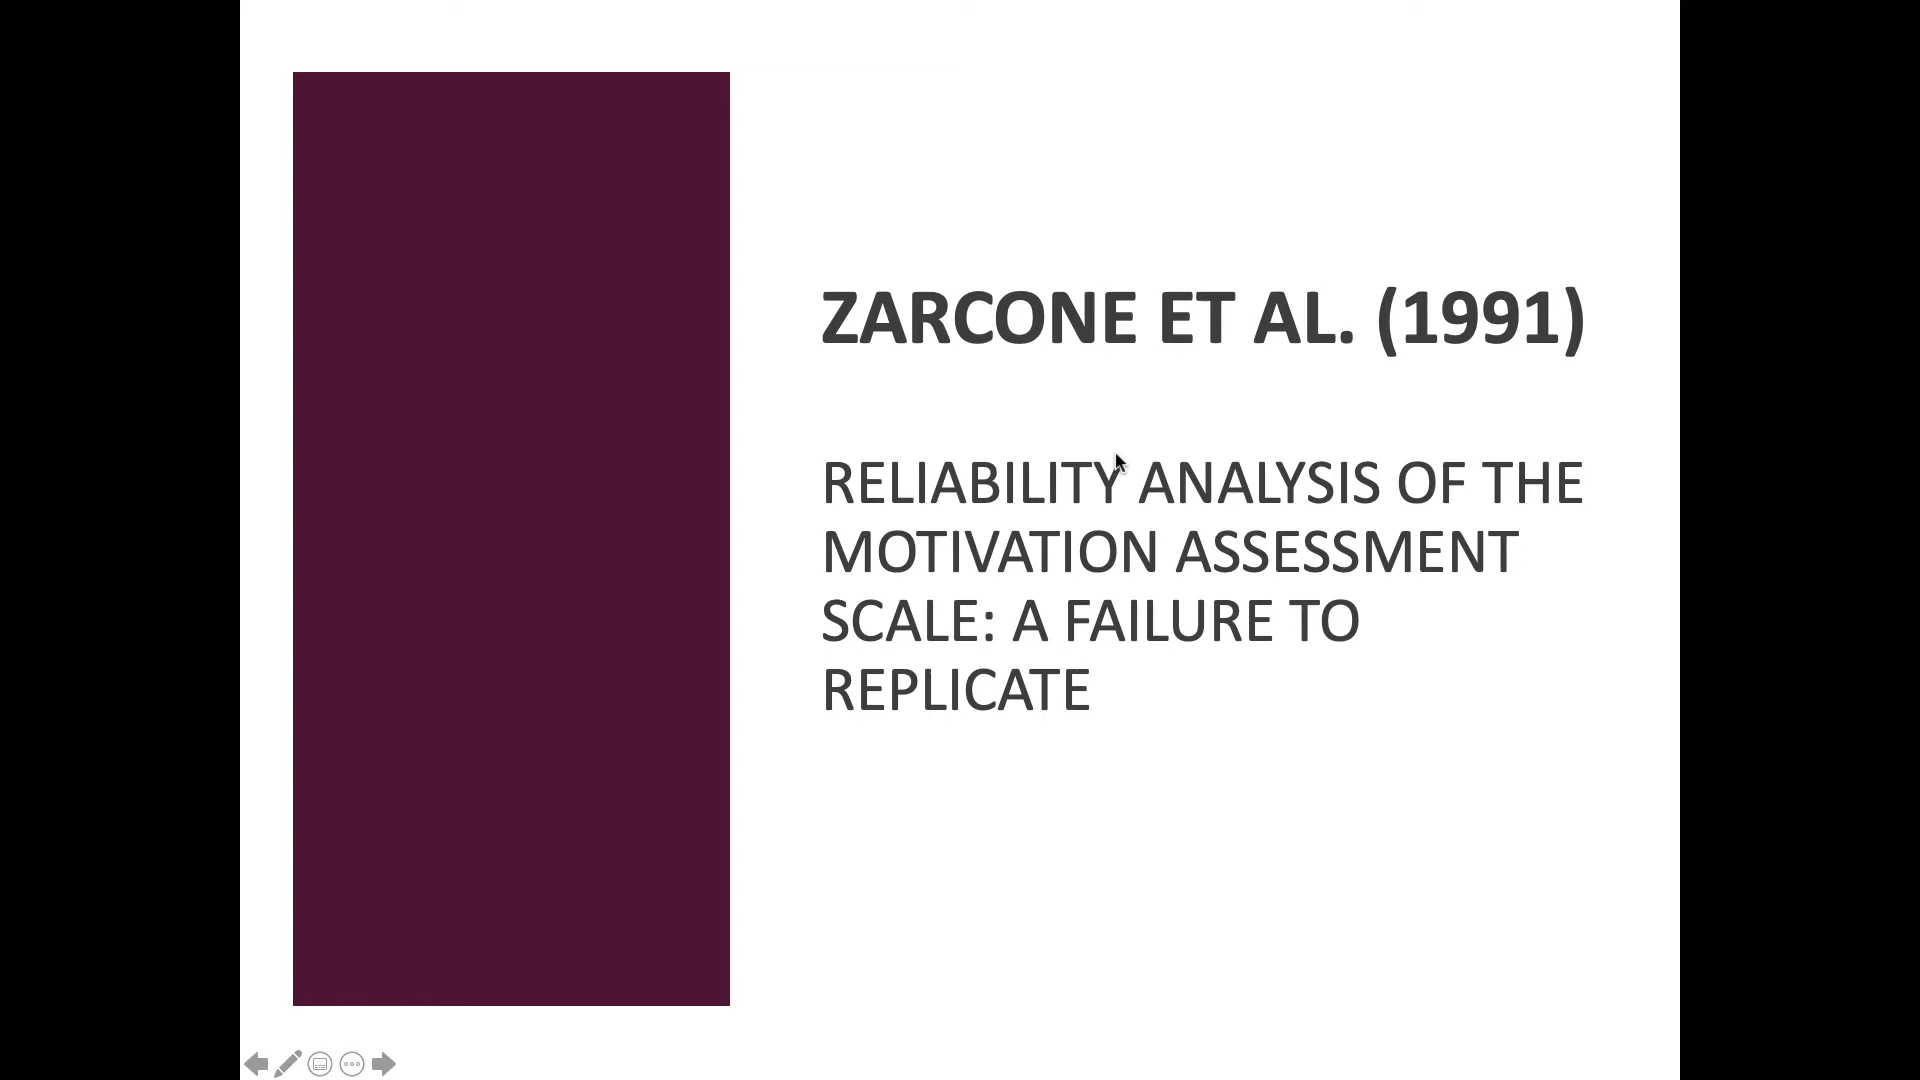 ZARCONE ET AL. (1991)
RELIABILITY ANALYSIS OF THE
MOTIVATION ASSESSMENT
SCALE: A FAILURE TO
REPLICATE